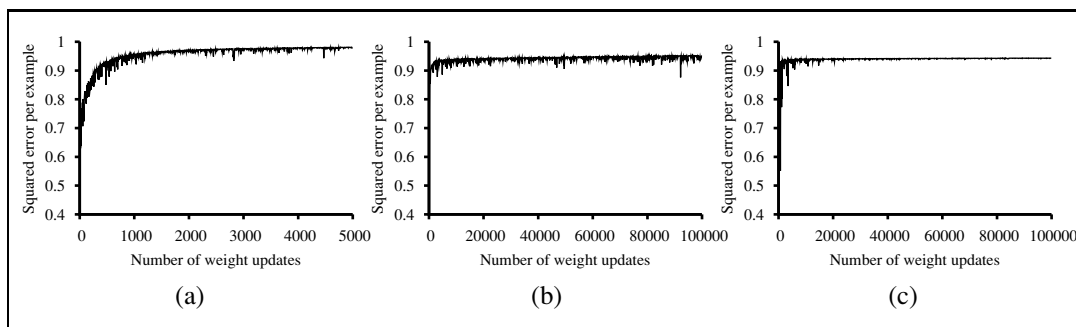 Squared error per example
1
0.9
0.8
0.7
0.6
0.5
0.4
0 1000 2000 3000 4000 5000
Number of weight updates
(a)
Squared error per example
1
0.9
0.8
0.7
0.6
0.5
0.4
0 20000 40000 60000 80000 100000
Number of weight updates
(b)
Squared error per example
1
0.9
0.8
0.7
0.6
0.5
0.4
0 20000 40000 60000 80000 100000
Number of weight updates
(c)